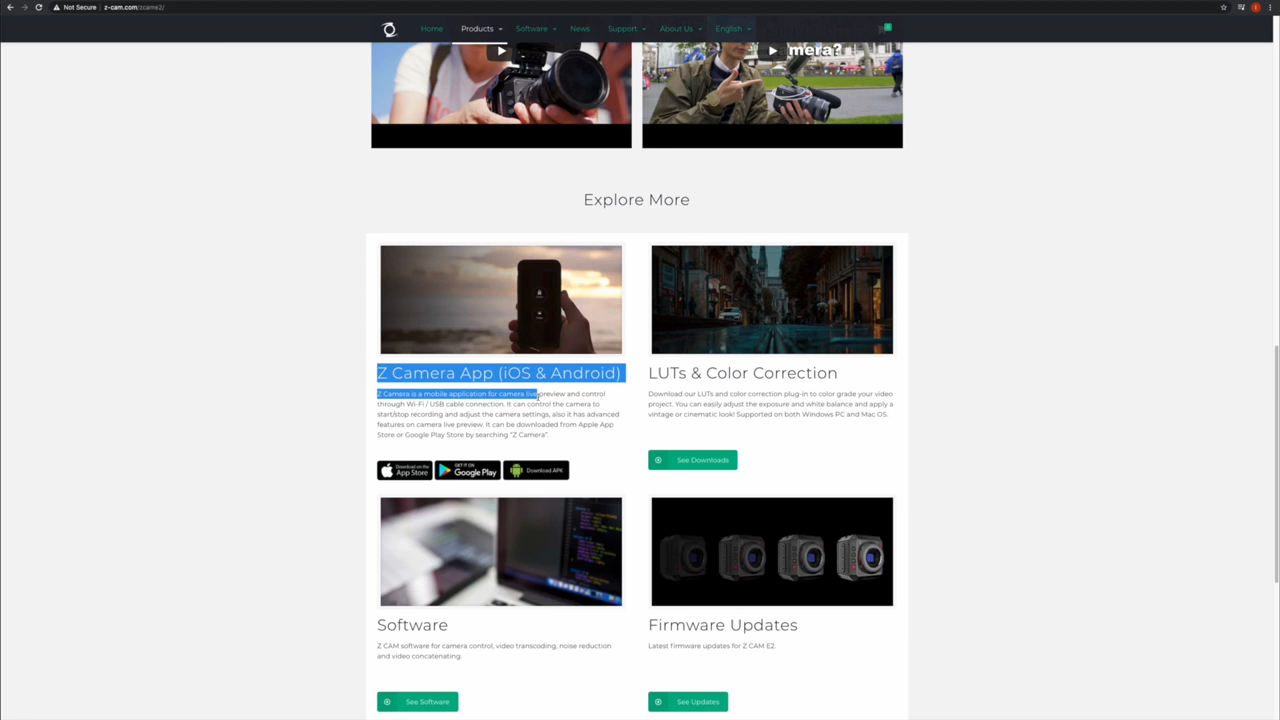 Not Secure
z-cam.com/zcame2/
Home
Products
Software
News
Support
About Us
English
0
amera?
Explore More
Z Camera App (iOS & Android)
Z Camera is a mobile application for camera live preview and control
through Wi-Fi / USB cable connection. It can control the camera to
start/stop recording and adjust the camera settings, also it has advanced
features on camera live preview. It can be downloaded from Apple App
Store or Google Play Store by searching "Z Camera".
Download on the
App Store
GET IT ON
Google Play
Download APK
LUTs & Color Correction
Download our LUTs and color correction plug-in to color grade your video
project. You can easily adjust the exposure and white balance and apply a
vintage or cinematic look! Supported on both Windows PC and Mac OS.
See Downloads
Software
Z CAM software for camera control, video transcoding, noise reduction
and video concatenating.
See Software
Firmware Updates
Latest firmware updates for Z CAM E2.
See Updates